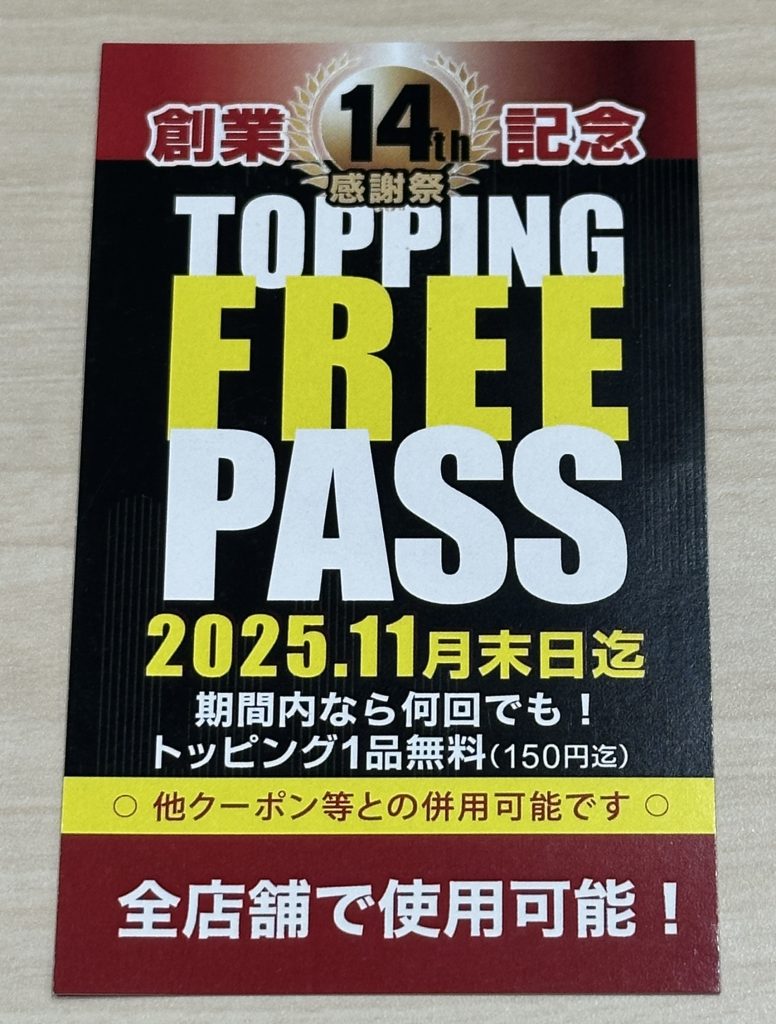 創業 14th 記念
感謝祭
TOPPING
FREE
PASS
2025.11月末日迄
期間内なら何回でも！
トッピング1品無料(150円迄)
○ 他クーポン等との併用可能です ○
全店舗で使用可能！